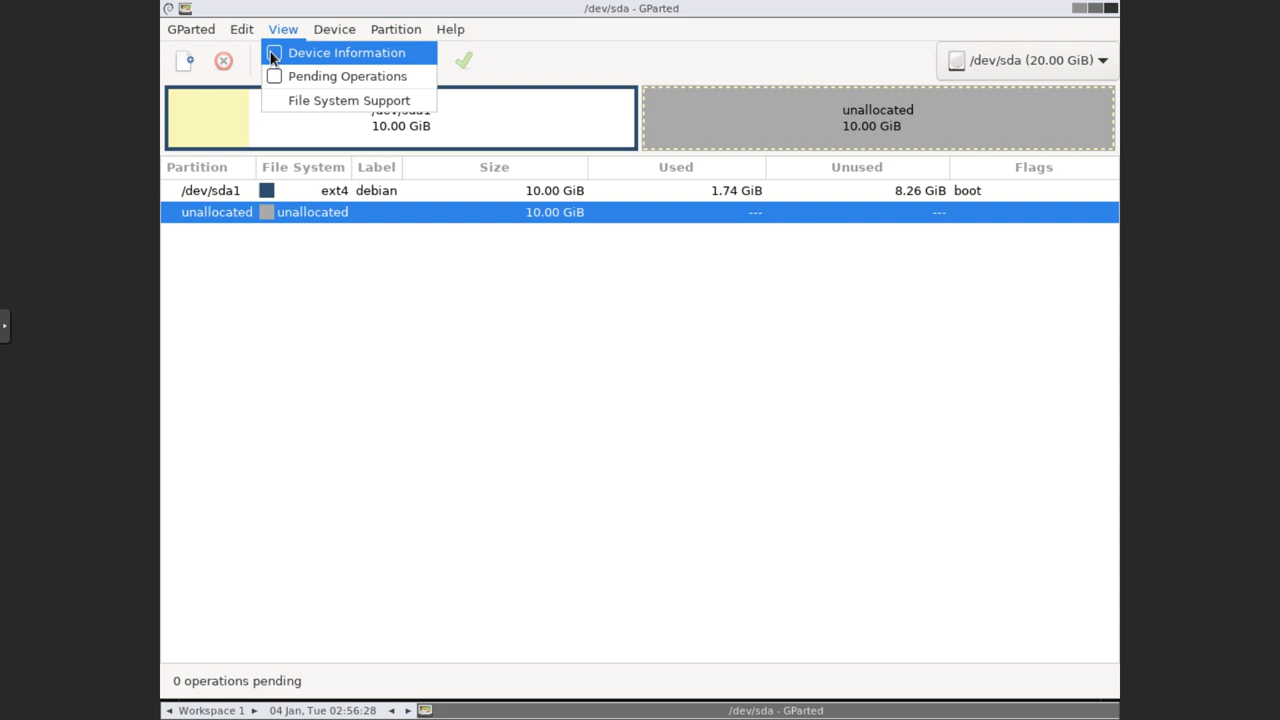 /dev/sda - GParted
GParted Edit View Device Partition Help
Device Information
Pending Operations
File System Support
/dev/sda (20.00 GiB)
10.00 GiB
unallocated
10.00 GiB
Partition File System Label Size Used Unused Flags
/dev/sda1 ext4 debian 10.00 GiB 1.74 GiB 8.26 GiB boot
unallocated unallocated 10.00 GiB --- ---
0 operations pending
Workspace 1 04 Jan, Tue 02:56:28 /dev/sda - GParted